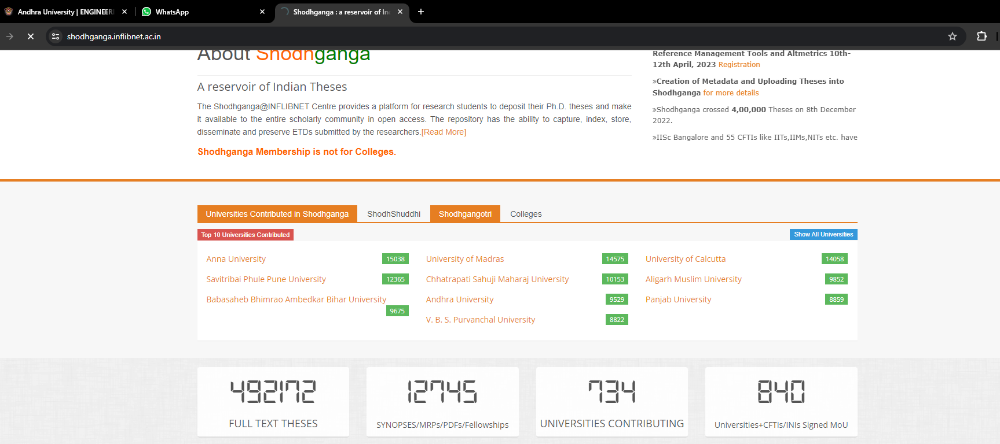 Andhra University | ENGINEERI
WhatsApp
Shodhganga : a reservoir of Ind
shodhganga.inflibnet.ac.in
About Shodhganga
A reservoir of Indian Theses
The Shodhganga@INFLIBNET Centre provides a platform for research students to deposit their Ph.D. theses and make
it available to the entire scholarly community in open access. The repository has the ability to capture, index, store,
disseminate and preserve ETDs submitted by the researchers.[Read More]
Shodhganga Membership is not for Colleges.
Reference Management Tools and Altmetrics 10th-
12th April, 2023 Registration
»Creation of Metadata and Uploading Theses into
Shodhganga for more details
»Shodhganga crossed 4,00,000 Theses on 8th December
2022.
»IISc Bangalore and 55 CFTIs like IITs,IIMs,NITs etc. have
Universities Contributed in Shodhganga ShodhShuddhi Shodhgangotri Colleges
Top 10 Universities Contributed Show All Universities
Anna University 15038 University of Madras 14575 University of Calcutta 14058
Savitribai Phule Pune University 12365 Chhatrapati Sahuji Maharaj University 10153 Aligarh Muslim University 9852
Babasaheb Bhimrao Ambedkar Bihar University Andhra University 9529 Panjab University 8859
9675
V. B. S. Purvanchal University 8822
492172 12745 734 840
FULL TEXT THESES SYNOPSES/MRPs/PDFs/Fellowships UNIVERSITIES CONTRIBUTING Universities+CFTIs/INIs Signed MoU